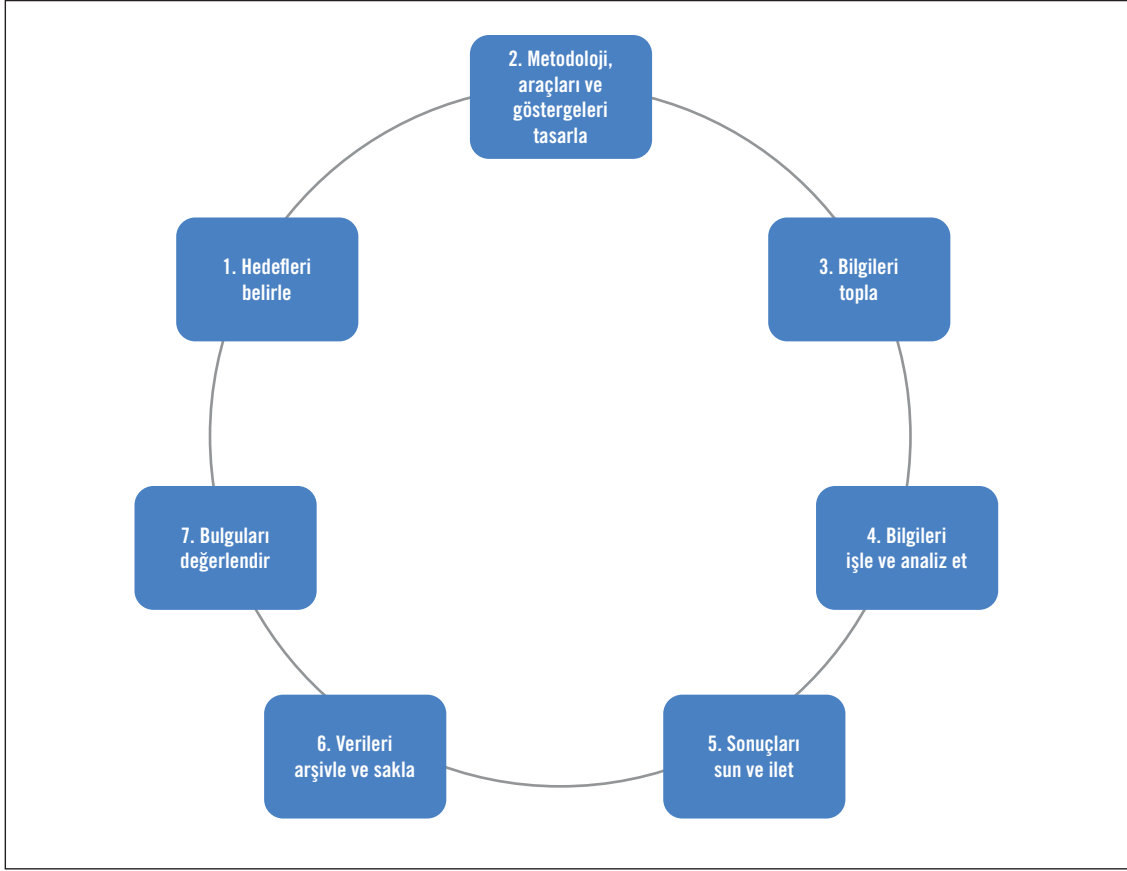 1. Hedefleri
belirle
2. Metodoloji,
araçları ve
göstergeleri
tasarla
3. Bilgileri
topla
4. Bilgileri
işle ve analiz et
5. Sonuçları
sun ve ilet
6. Verileri
arşivle ve sakla
7. Bulguları
değerlendir